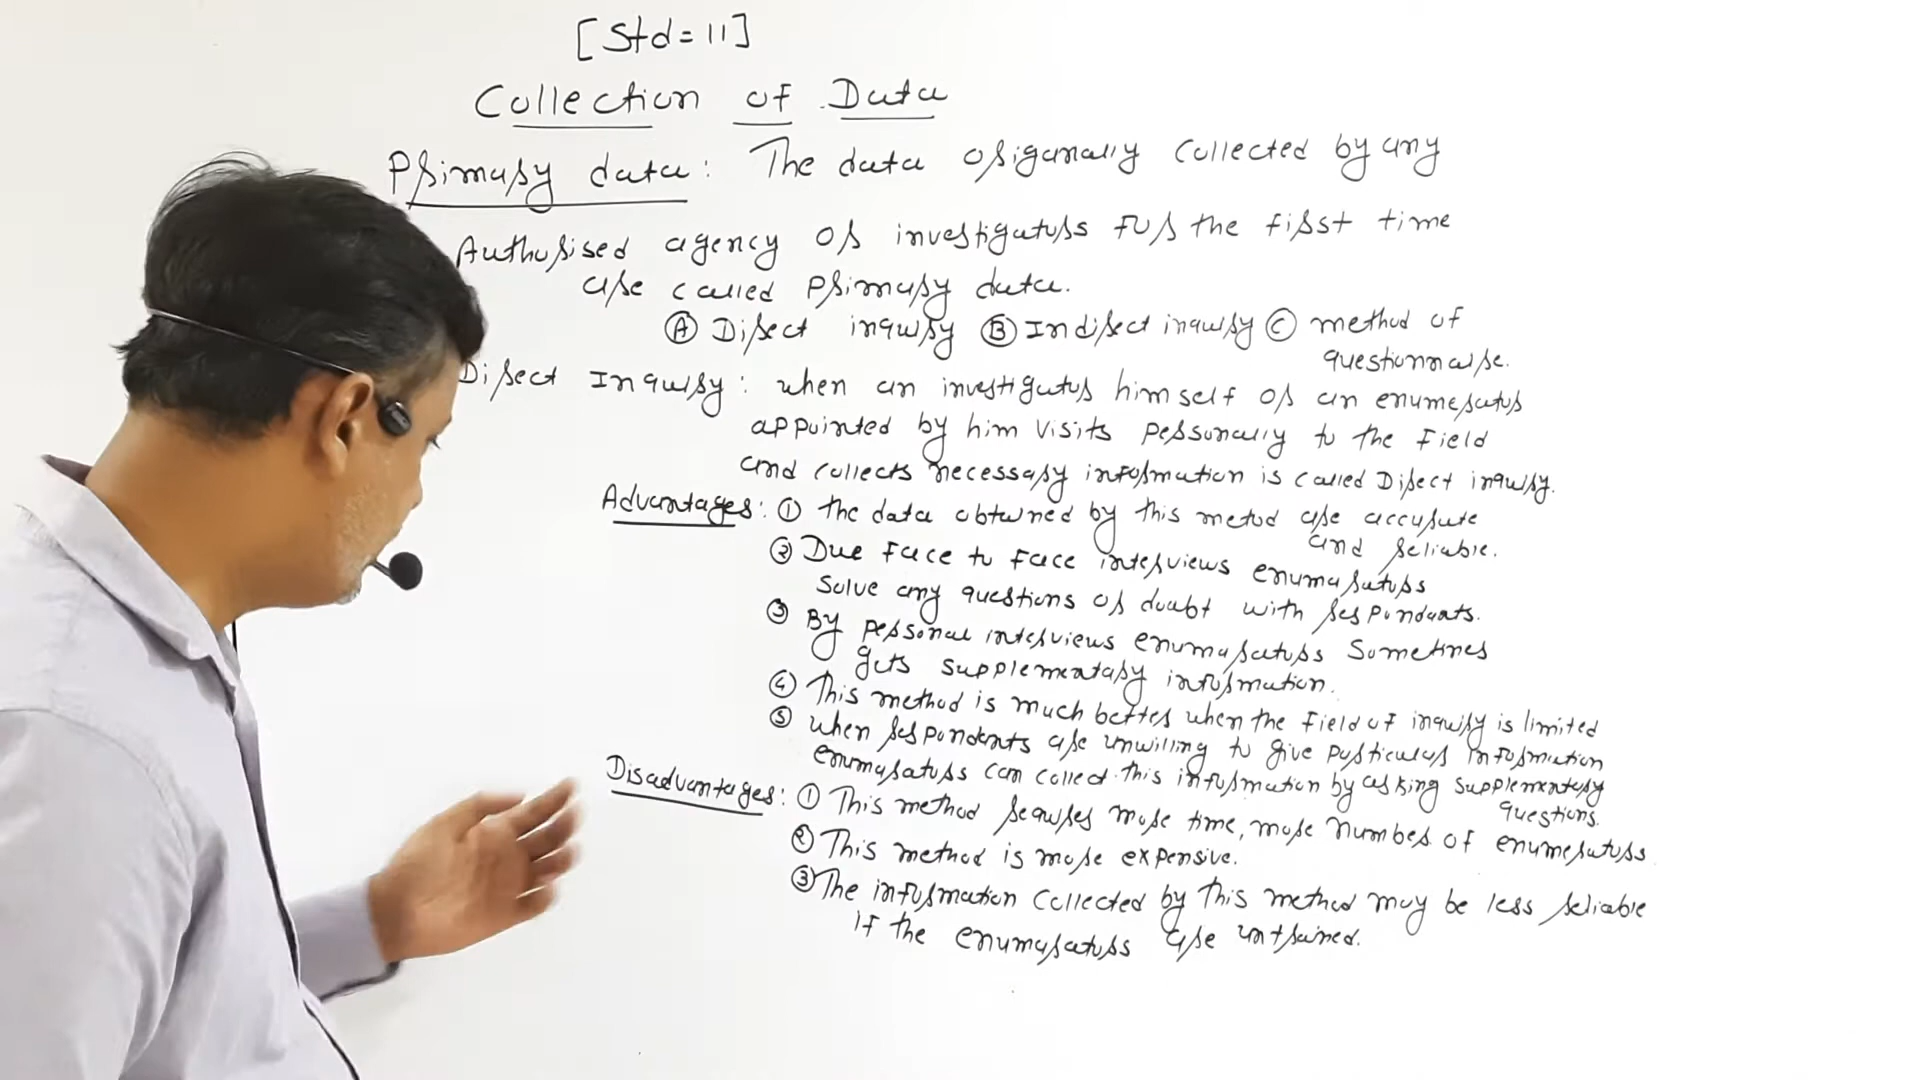 [Std = 11]
Collection of Data
Primary data : The data origanally collected by any
Authorised agency or investigators for the first time
are called primary data.
Ⓐ Direct inquiry Ⓑ Indirect inquiry Ⓒ method of
questionnaire.
Direct Inquiry : when an investigator himself or an enumerator
appointed by him visits personally to the field
and collects necessary information is called Direct inquiry.
Advantages : ① The data obtained by this metod are accurate
and reliable.
② Due face to face interviews enumarators
solve any questions or doubt with respondants.
③ By personal interviews enumarators sometimes
gets supplementary information.
④ This method is much better when the field of inquiry is limited
⑤ when respondents are unwilling to give particular information
enumarators can collect this information by asking supplementary
questions.
Disadvantages : ① This method requires more time, more number of enumerators.
② This method is more expensive.
③ The information collected by this method may be less reliable
if the enumarators are untrained.